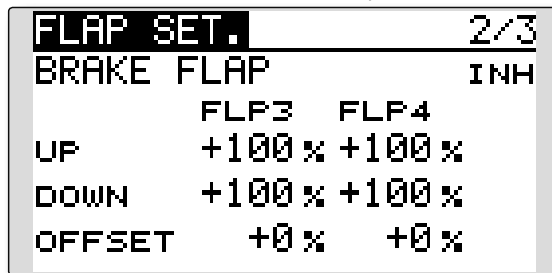 FLAP SET. 2/3
BRAKE FLAP INH
FLP3 FLP4
UP +100% +100%
DOWN +100% +100%
OFFSET +0% +0%